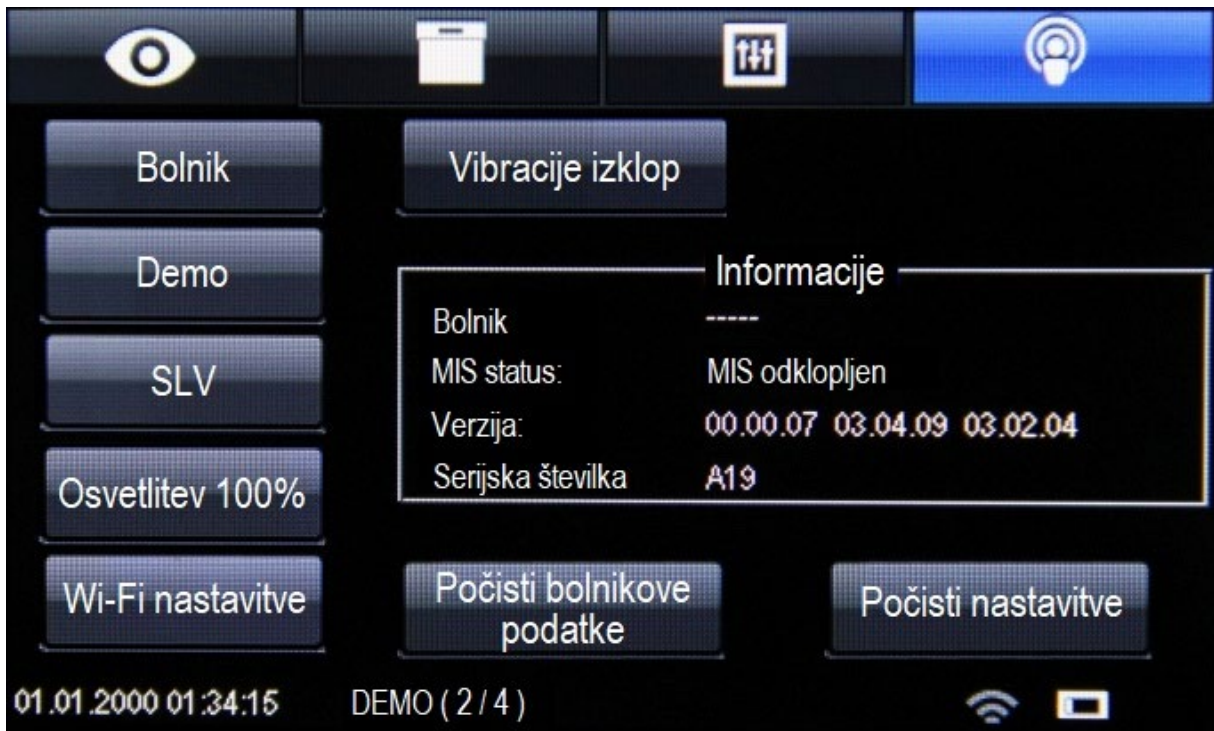 Bolnik
Vibracije izklop
Demo
SLV
Osvetlitev 100%
Wi-Fi nastavitve
Informacije
Bolnik -----
MIS status: MIS odklopljen
Verzija: 00.00.07 03.04.09 03.02.04
Serijska številka A19
Počisti bolnikove
podatke
Počisti nastavitve
01.01.2000 01:34:15 DEMO ( 2 / 4 )